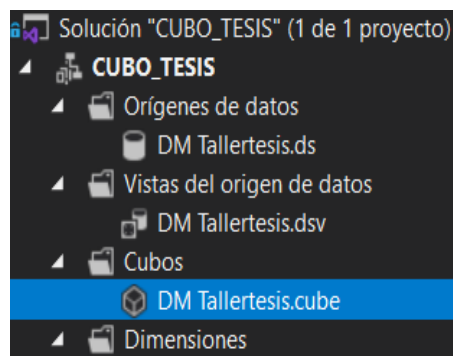 Solución "CUBO_TESIS" (1 de 1 proyecto)
CUBO_TESIS
Orígenes de datos
DM Tallertesis.ds
Vistas del origen de datos
DM Tallertesis.dsv
Cubos
DM Tallertesis.cube
Dimensiones